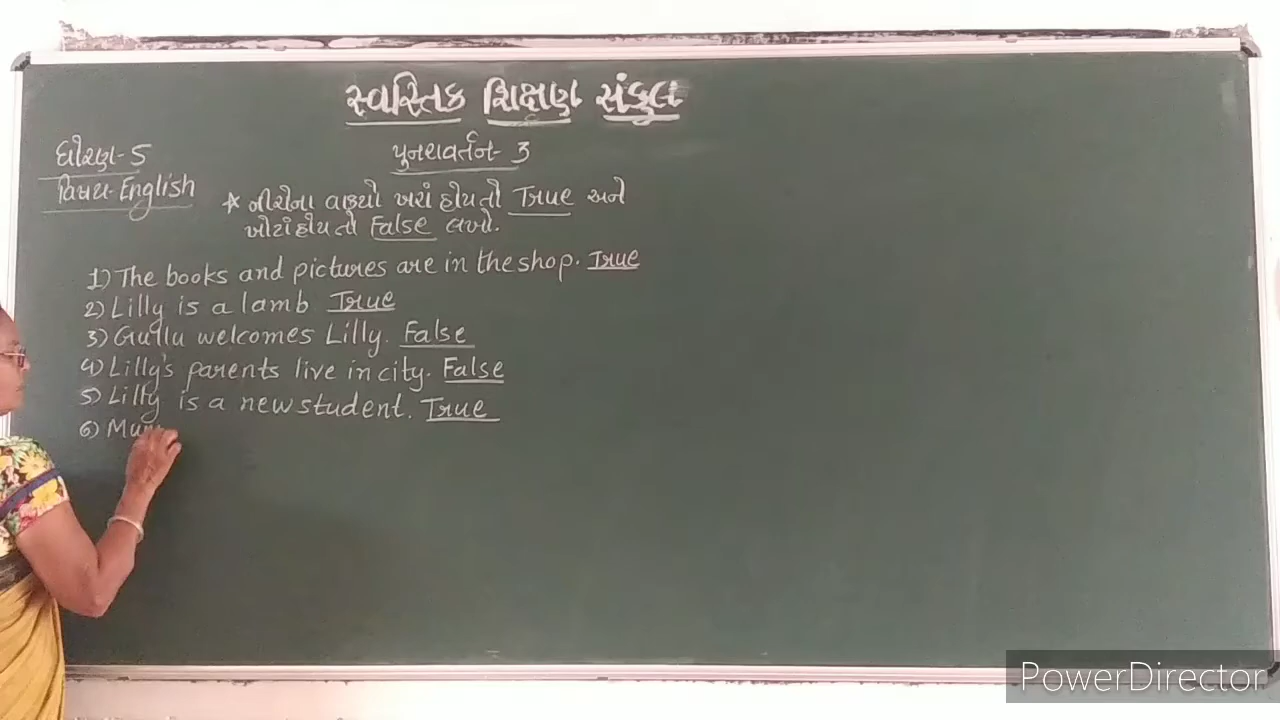 સ્વસ્તિક શિક્ષણ સંકુલ
ધોરણ-5
પુનરાવર્તન-3
વિષય-English
* નીચેના વાક્યો ખરાં હોય તો True અને
ખોટાં હોય તો False લખો.
1) The books and pictures are in the shop. True
2) Lilly is a lamb True
3) Gullu welcomes Lilly. False
4) Lilly's parents live in city. False
5) Lilly is a new student. True
6)
PowerDirector